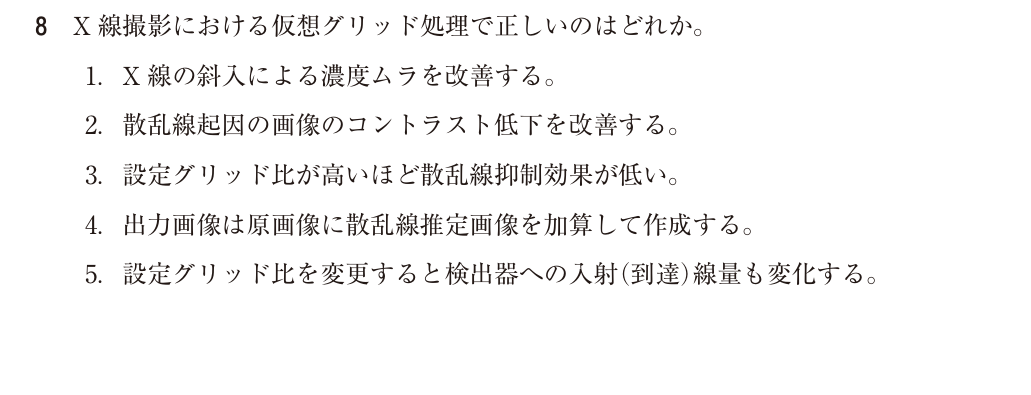 8 X 線撮影における仮想グリッド処理で正しいのはどれか。
1. X 線の斜入による濃度ムラを改善する。
2. 散乱線起因の画像のコントラスト低下を改善する。
3. 設定グリッド比が高いほど散乱線抑制効果が低い。
4. 出力画像は原画像に散乱線推定画像を加算して作成する。
5. 設定グリッド比を変更すると検出器への入射(到達)線量も変化する。